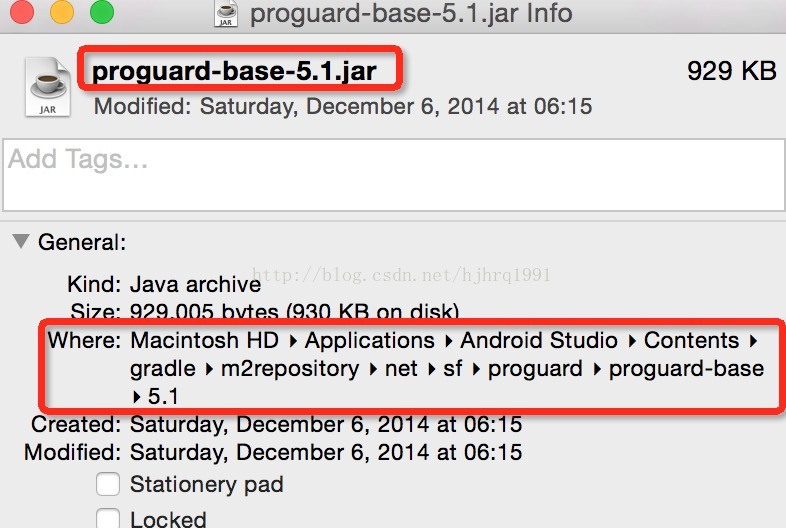 proguard-base-5.1.jar Info
JAR
proguard-base-5.1.jar
929 KB
JAR
Modified: Saturday, December 6, 2014 at 06:15
Add Tags…
General:
http://blog.csdn.net/hjhrq1991
Kind: Java archive
Size: 929,005 bytes (930 KB on disk)
Where: Macintosh HD ▸ Applications ▸ Android Studio ▸ Contents ▸
gradle ▸ m2repository ▸ net ▸ sf ▸ proguard ▸ proguard-base
▸ 5.1
Created: Saturday, December 6, 2014 at 06:15
Modified: Saturday, December 6, 2014 at 06:15
Stationery pad
Locked